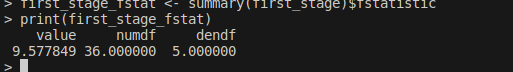 > first_stage_fstat <- summary(first_stage)$fstatistic
> print(first_stage_fstat)
value numdf dendf
9.577849 36.000000 5.000000
>